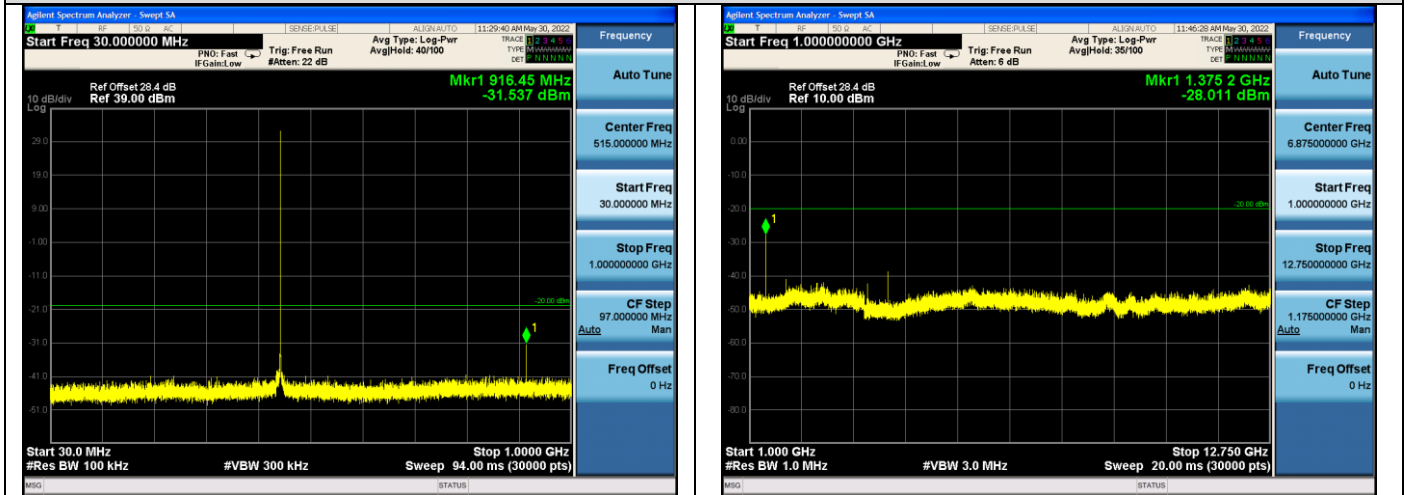 Agilent Spectrum Analyzer - Swept SA
T RF 50 Ω AC SENSE:PULSE ALIGNAUTO 11:29:40 AM May 30, 2022
Start Freq 30.000000 MHz
PNO: Fast
IFGain:Low
Trig: Free Run
#Atten: 22 dB
Avg Type: Log-Pwr
Avg|Hold: 40/100
TRACE 1 2 3 4 5 6
TYPE
DET P N N N N N
Frequency
Ref Offset 28.4 dB
10 dB/div Ref 39.00 dBm
Log
Mkr1 916.45 MHz
-31.537 dBm
Auto Tune
29.0
19.0
9.00
-1.00
-11.0
-21.0
-31.0
-41.0
-51.0
-20.00 dBm
1
Center Freq
515.000000 MHz
Start Freq
30.000000 MHz
Stop Freq
1.000000000 GHz
CF Step
97.000000 MHz
Auto Man
Freq Offset
0 Hz
Start 30.0 MHz Stop 1.0000 GHz
#Res BW 100 kHz #VBW 300 kHz Sweep 94.00 ms (30000 pts)
MSG STATUS
Agilent Spectrum Analyzer - Swept SA
T RF 50 Ω AC SENSE:PULSE ALIGNAUTO 11:46:28 AM May 30, 2022
Start Freq 1.000000000 GHz
PNO: Fast
IFGain:Low
Trig: Free Run
Atten: 6 dB
Avg Type: Log-Pwr
Avg|Hold: 35/100
TRACE 1 2 3 4 5 6
TYPE
DET P N N N N N
Frequency
Ref Offset 28.4 dB
10 dB/div Ref 10.00 dBm
Log
Mkr1 1.375 2 GHz
-28.011 dBm
Auto Tune
0.00
-10.0
-20.0
-30.0
-40.0
-50.0
-60.0
-70.0
-80.0
-20.00 dBm
1
Center Freq
6.875000000 GHz
Start Freq
1.000000000 GHz
Stop Freq
12.750000000 GHz
CF Step
1.175000000 GHz
Auto Man
Freq Offset
0 Hz
Start 1.000 GHz Stop 12.750 GHz
#Res BW 1.0 MHz #VBW 3.0 MHz Sweep 20.00 ms (30000 pts)
MSG STATUS